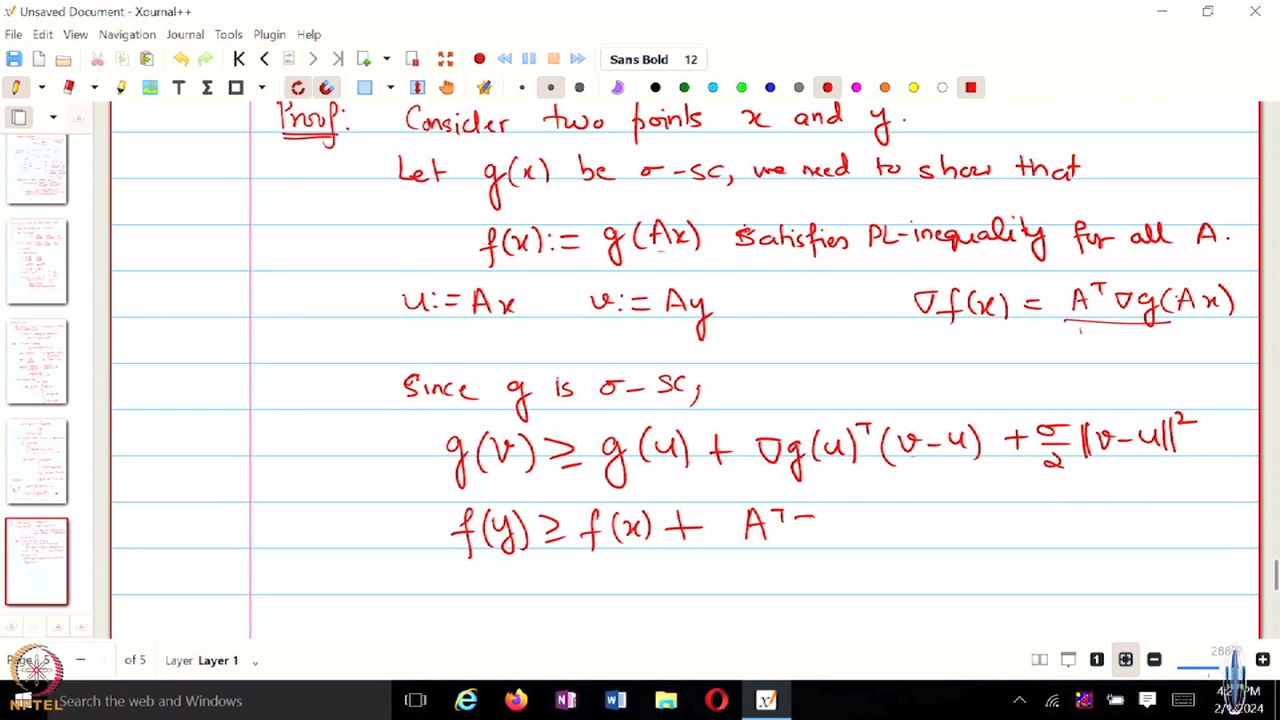 Unsaved Document - Xournal++
File Edit View Navigation Journal Tools Plugin Help
Sans Bold 12
Proof: Consider two points x and y.
Let g(x) be σ-sc, we need to show that
f(x) := g(Ax) satisfies PL-inequality for all A.
u := Ax v := Ay ∇f(x) = Aᵀ∇g(Ax)
Since g is σ-sc,
g(v) ≥ g(u) + ∇g(u)ᵀ(v-u) + σ/2 ||v-u||²
f(y) ≥ f(x) + Aᵀ-
of 5 Layer Layer 1
NPTEL
Search the web and Windows